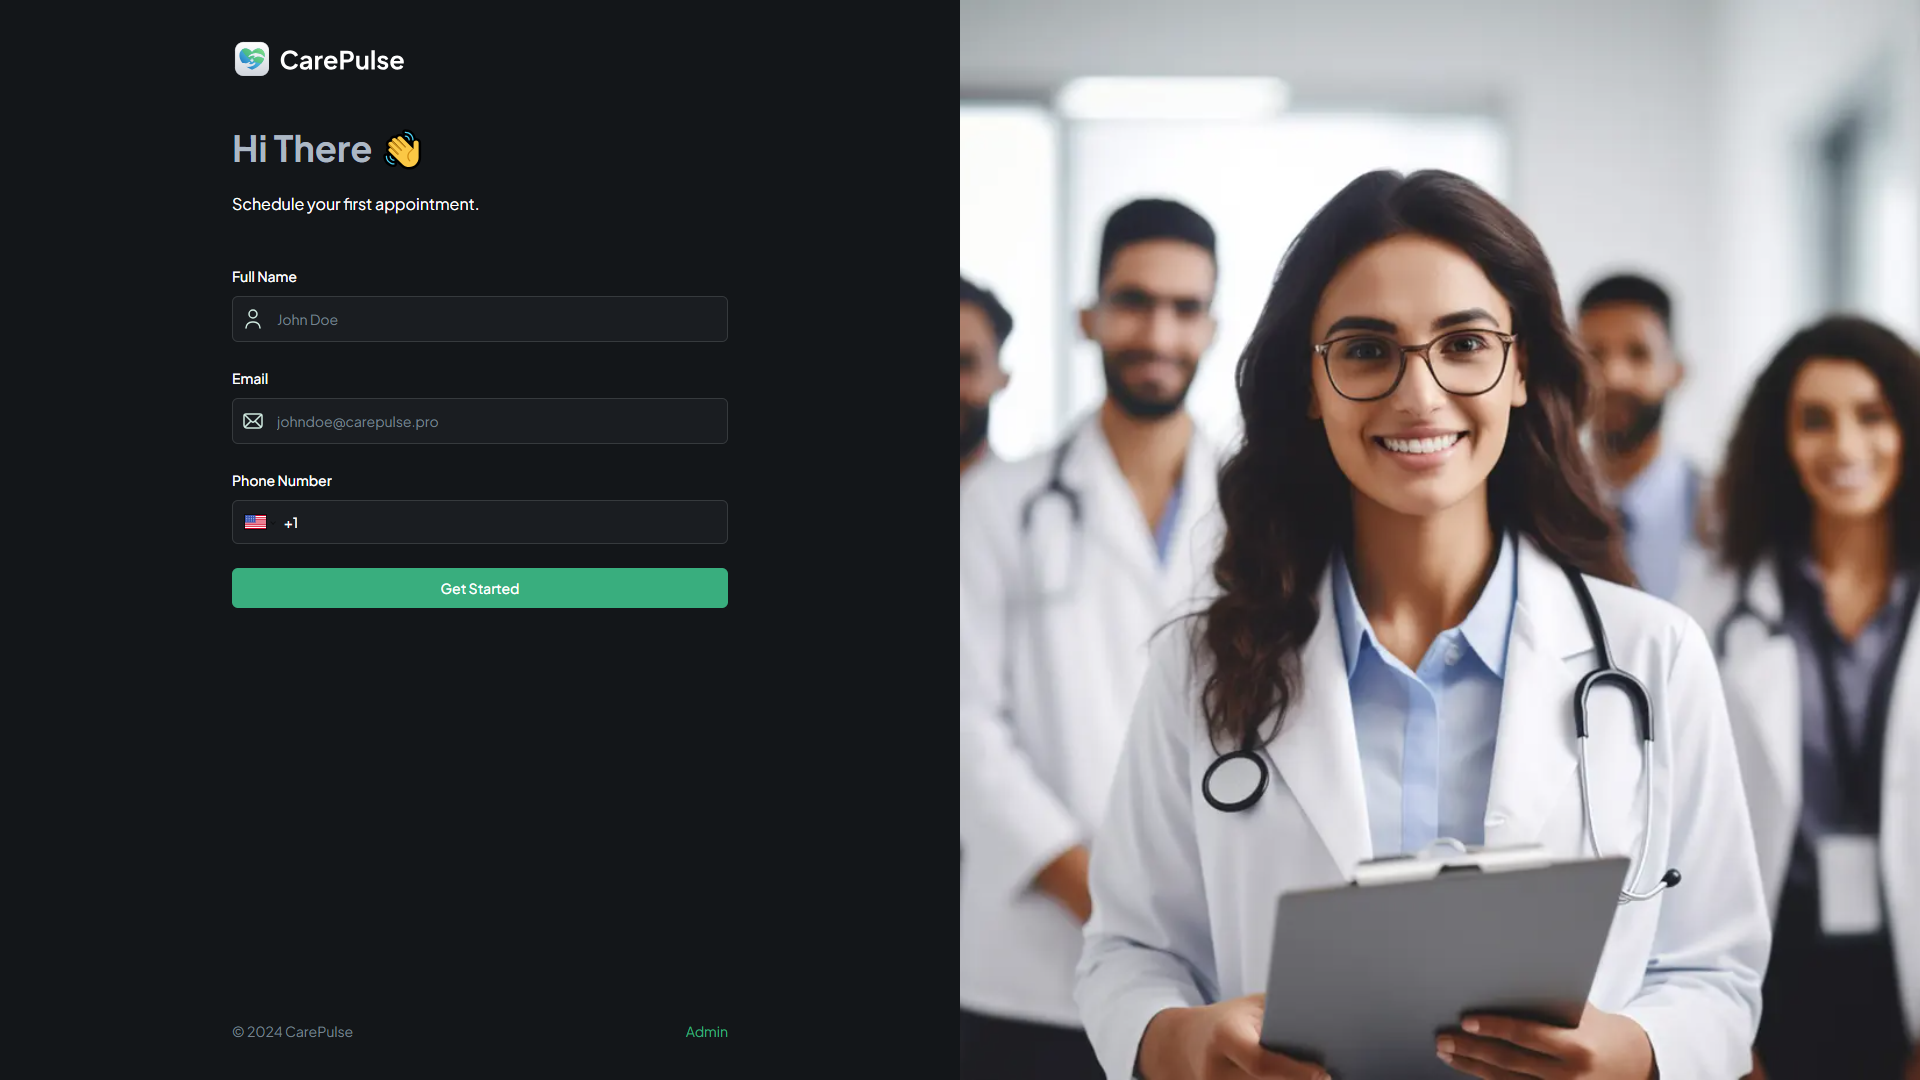 CarePulse
Hi There 👋
Schedule your first appointment.
Full Name
John Doe
Email
johndoe@carepulse.pro
Phone Number
+1
Get Started
© 2024 CarePulse
Admin